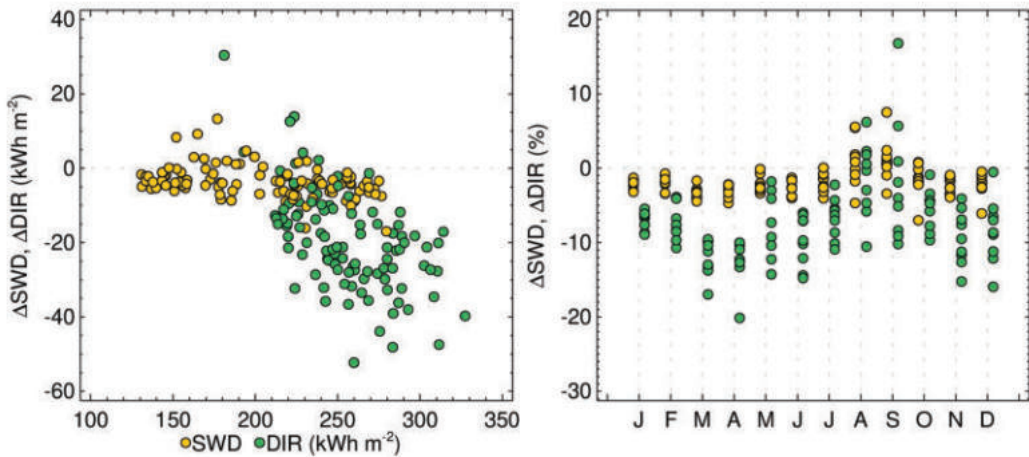 ΔSWD, ΔDIR (kWh m⁻²)
40
20
0
-20
-40
-60
100 150 200 250 300 350
SWD DIR (kWh m⁻²)
ΔSWD, ΔDIR (%)
20
10
0
-10
-20
-30
J F M A M J J A S O N D